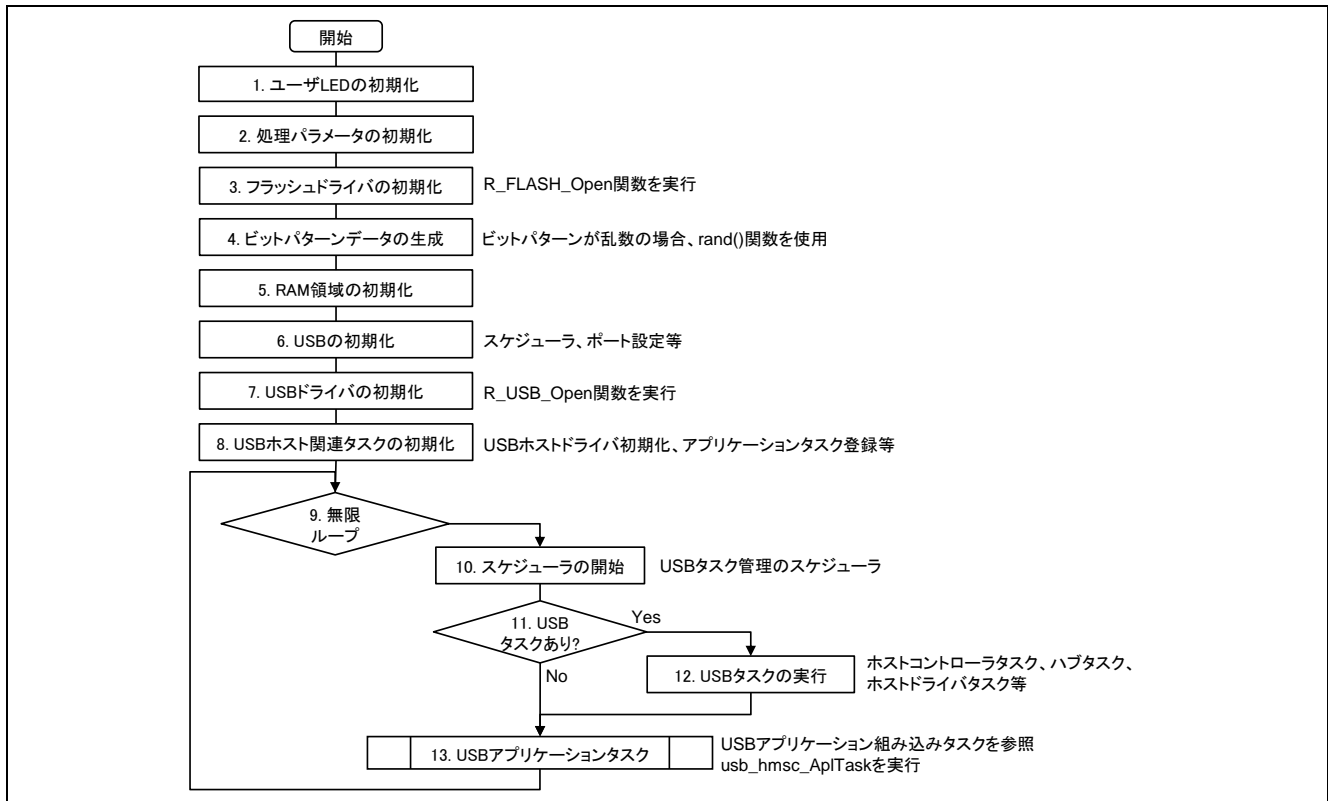 開始
1. ユーザLEDの初期化
2. 処理パラメータの初期化
3. フラッシュドライバの初期化
R_FLASH_Open関数を実行
4. ビットパターンデータの生成
ビットパターンが乱数の場合、rand()関数を使用
5. RAM領域の初期化
6. USBの初期化
スケジューラ、ポート設定等
7. USBドライバの初期化
R_USB_Open関数を実行
8. USBホスト関連タスクの初期化
USBホストドライバ初期化、アプリケーションタスク登録等
9. 無限
ループ
10. スケジューラの開始
USBタスク管理のスケジューラ
11. USB
タスクあり?
Yes
No
12. USBタスクの実行
ホストコントローラタスク、ハブタスク、
ホストドライバタスク等
13. USBアプリケーションタスク
USBアプリケーション組み込みタスクを参照
usb_hmsc_AplTaskを実行